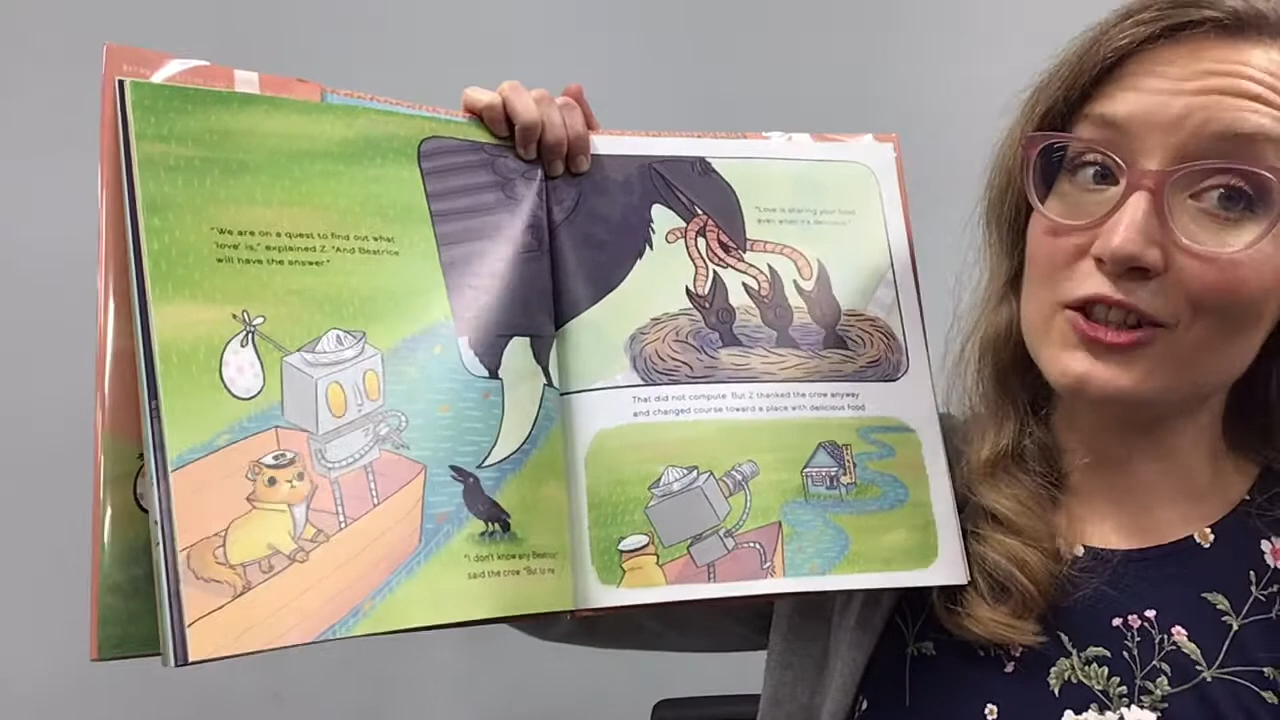 "We are on a quest to find out what
'love' is," explained Z. "And Beatrice
will have the answer."
"I don't know any Beatrice,"
said the crow. "But to me
"Love is sharing your food
even when it's delicious."
That did not compute. But Z thanked the crow anyway
and changed course toward a place with delicious food.